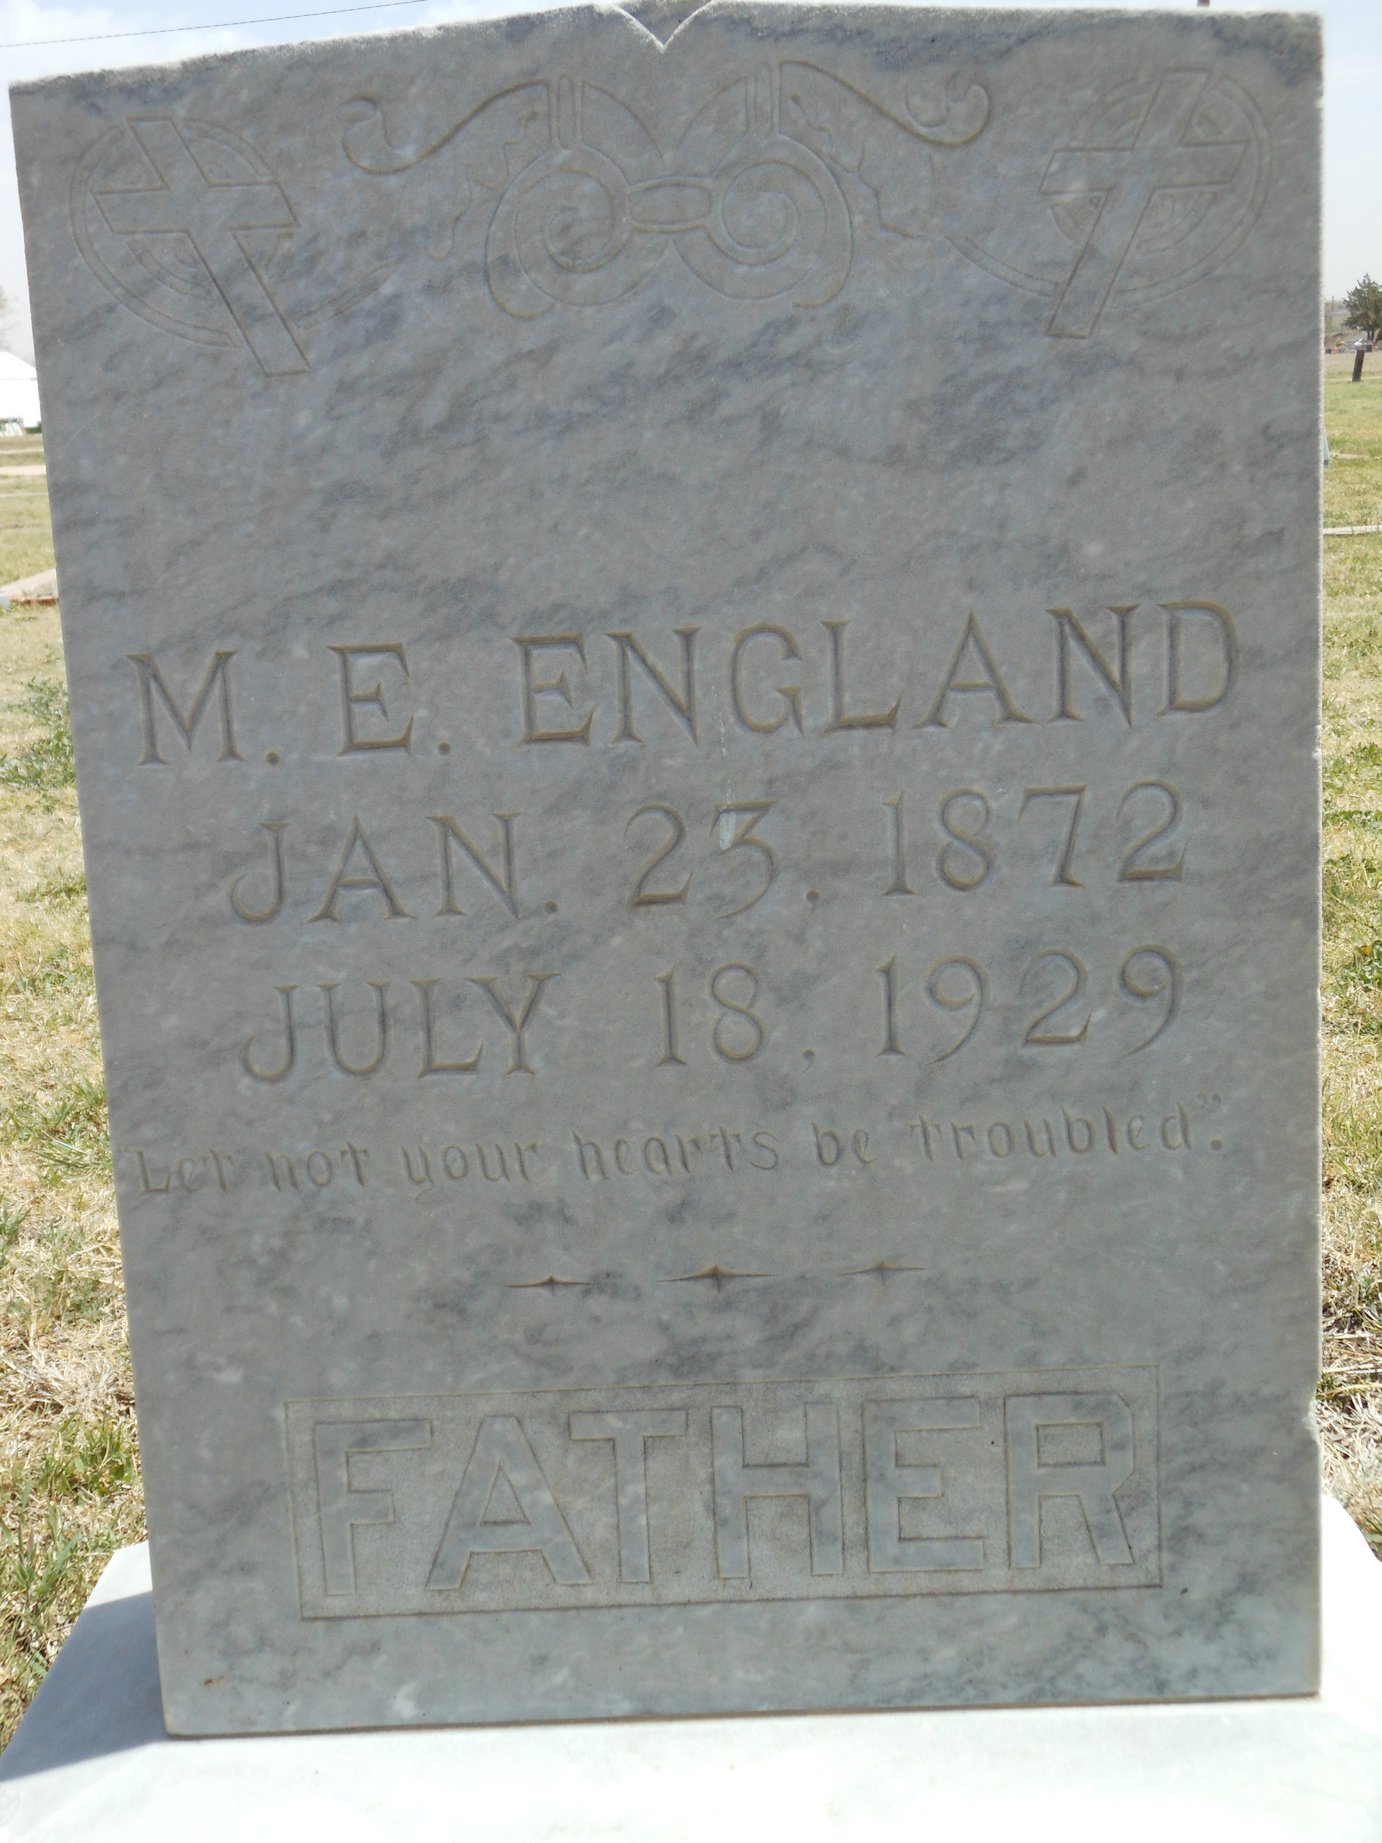 M. E. ENGLAND
JAN. 23, 1872
JULY 18, 1929
"Let not your hearts be troubled".
FATHER